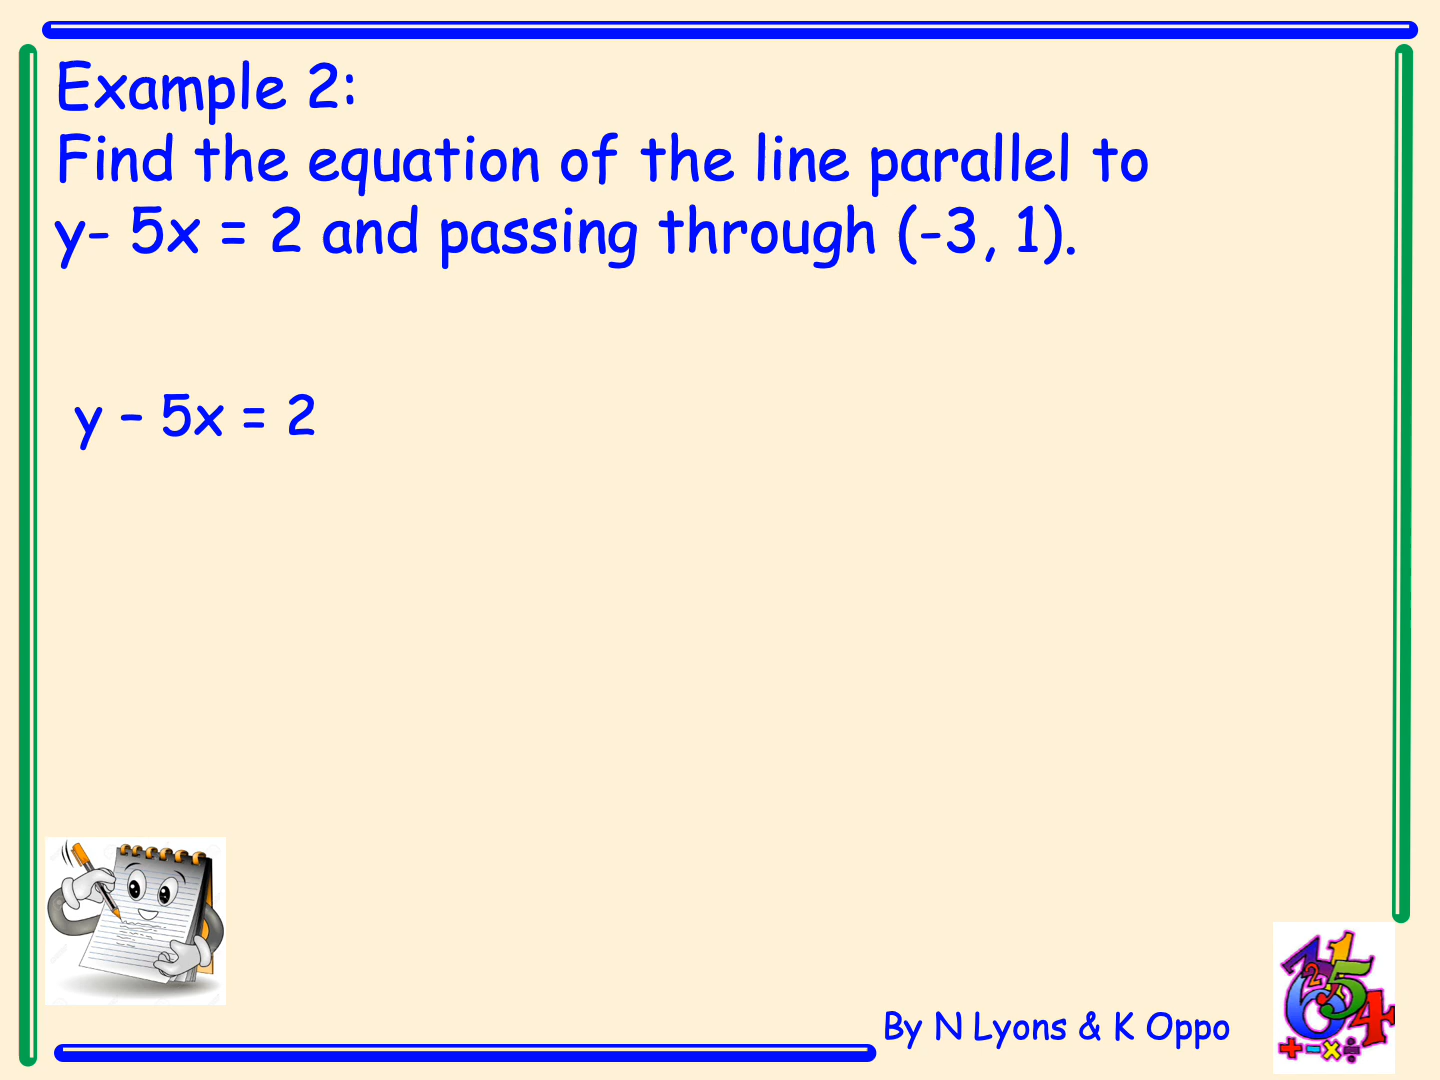 Example 2:
Find the equation of the line parallel to
y- 5x = 2 and passing through (-3, 1).
y – 5x = 2
By N Lyons & K Oppo